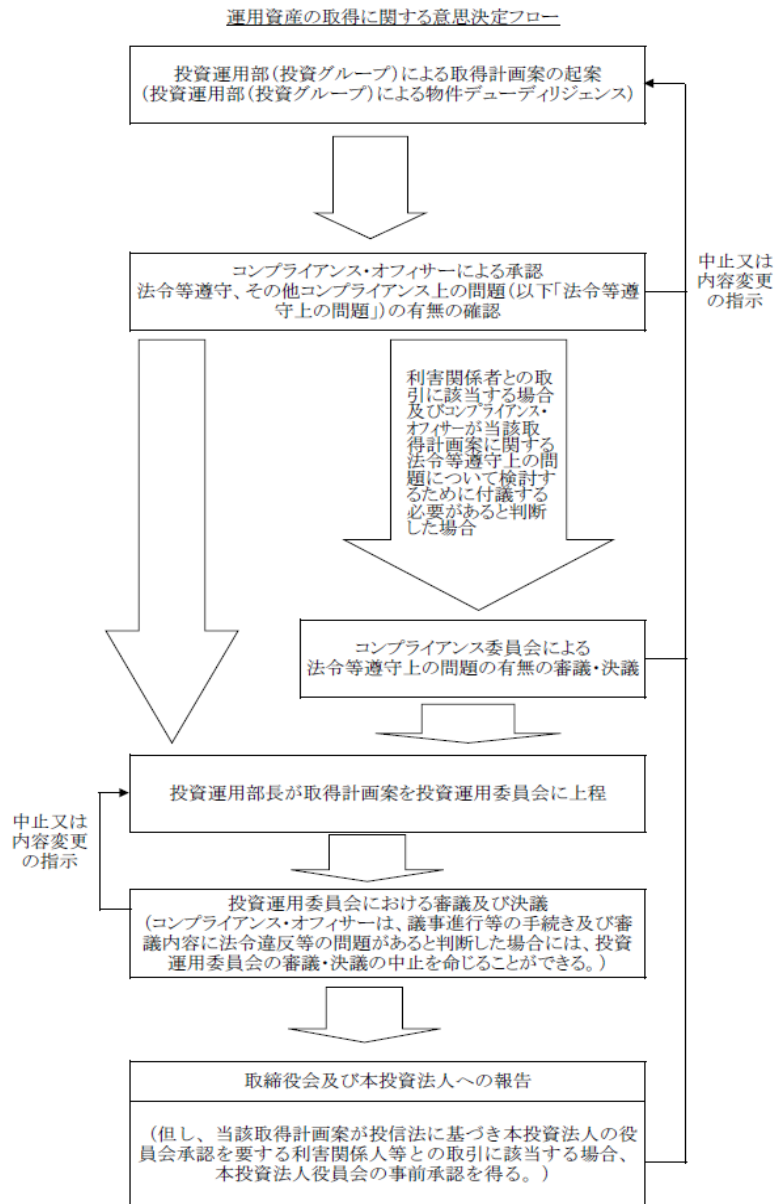 運用資産の取得に関する意思決定フロー
投資運用部(投資グループ)による取得計画案の起案
(投資運用部(投資グループ)による物件デューディリジェンス)
コンプライアンス・オフィサーによる承認
法令等遵守、その他コンプライアンス上の問題(以下「法令等遵
守上の問題」)の有無の確認
中止又は
内容変更
の指示
利害関係者との取
引に該当する場合
及びコンプライアンス・
オフィサーが当該取
得計画案に関する
法令等遵守上の問
題について検討す
るために付議する
必要があると判断
した場合
コンプライアンス委員会による
法令等遵守上の問題の有無の審議・決議
投資運用部長が取得計画案を投資運用委員会に上程
中止又は
内容変更
の指示
投資運用委員会における審議及び決議
(コンプライアンス・オフィサーは、議事進行等の手続き及び審
議内容に法令違反等の問題があると判断した場合には、投資
運用委員会の審議・決議の中止を命じることができる。)
取締役会及び本投資法人への報告
(但し、当該取得計画案が投信法に基づき本投資法人の役
員会承認を要する利害関係人等との取引に該当する場合、
本投資法人役員会の事前承認を得る。)